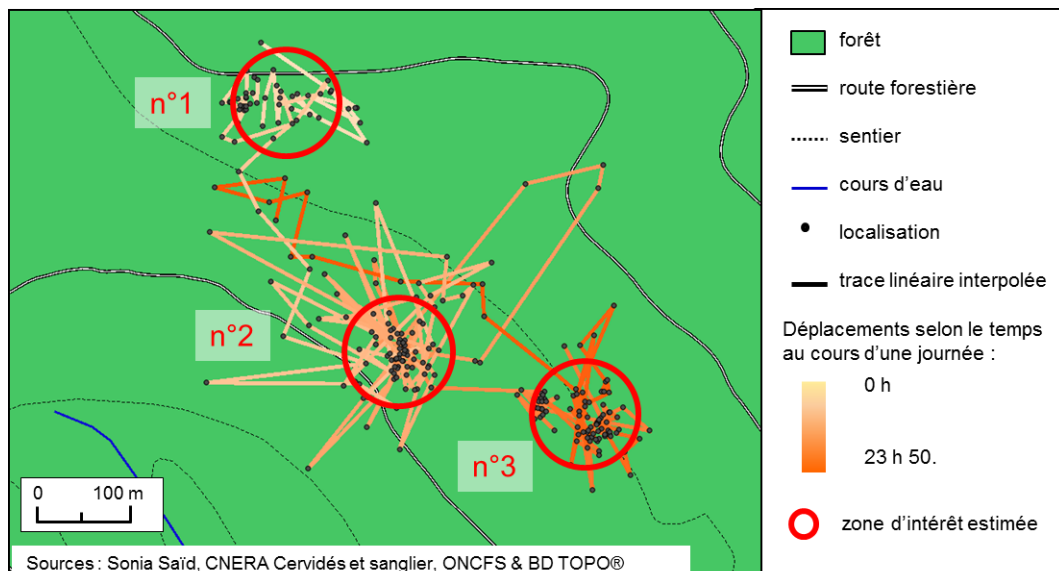 n°1
n°2
n°3
0 100 m
Sources : Sonia Saïd, CNERA Cervidés et sanglier, ONCFS & BD TOPO®
forêt
route forestière
sentier
cours d'eau
localisation
trace linéaire interpolée
Déplacements selon le temps
au cours d'une journée :
0 h
23 h 50.
zone d'intérêt estimée